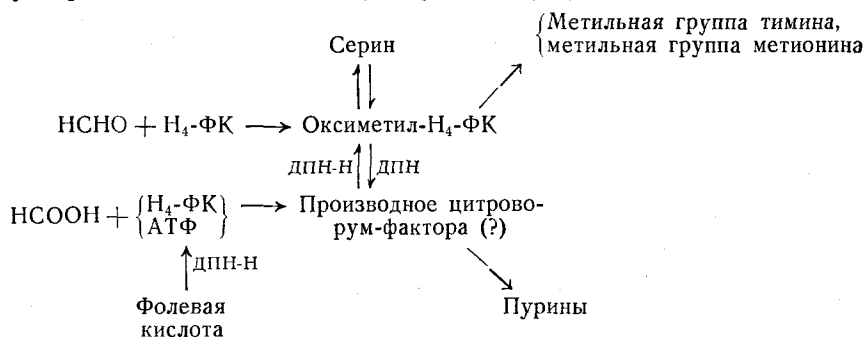 {Метильная группа тимина,
{метильная группа метионина
Серин
HCHO + H₄-ФК ⟶ Оксиметил-H₄-ФК
ДПН-Н ДПН
HCOOH + {H₄-ФК} ⟶ Производное цитрово-
{АТФ} рум-фактора (?)
ДПН-Н
Фолевая Пурины
кислота